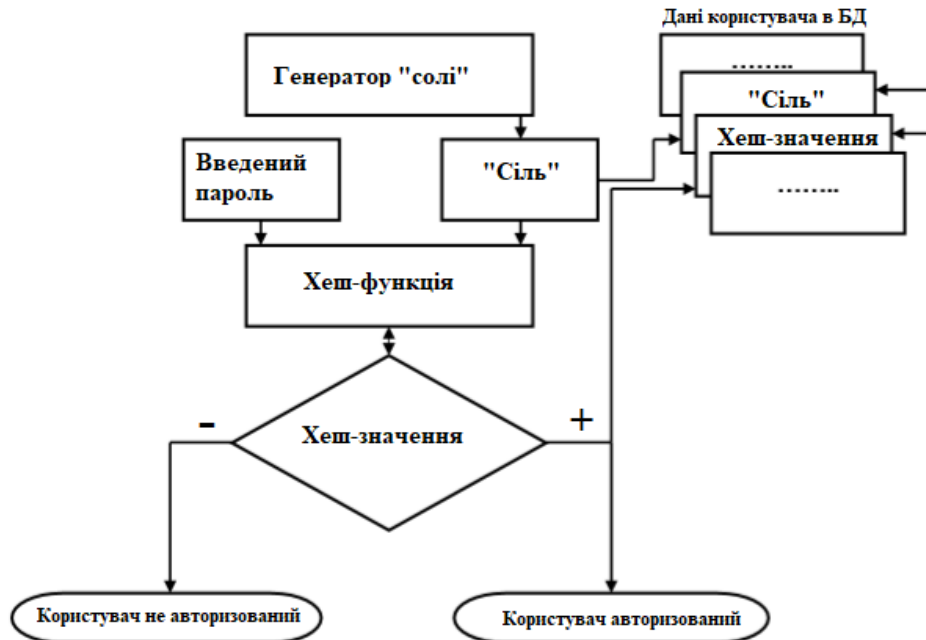 Дані користувача в БД
Генератор "солі"
……..
"Сіль"
Хеш-значення
……..
Введений
пароль
"Сіль"
Хеш-функція
-
+
Хеш-значення
Користувач не авторизований
Користувач авторизований